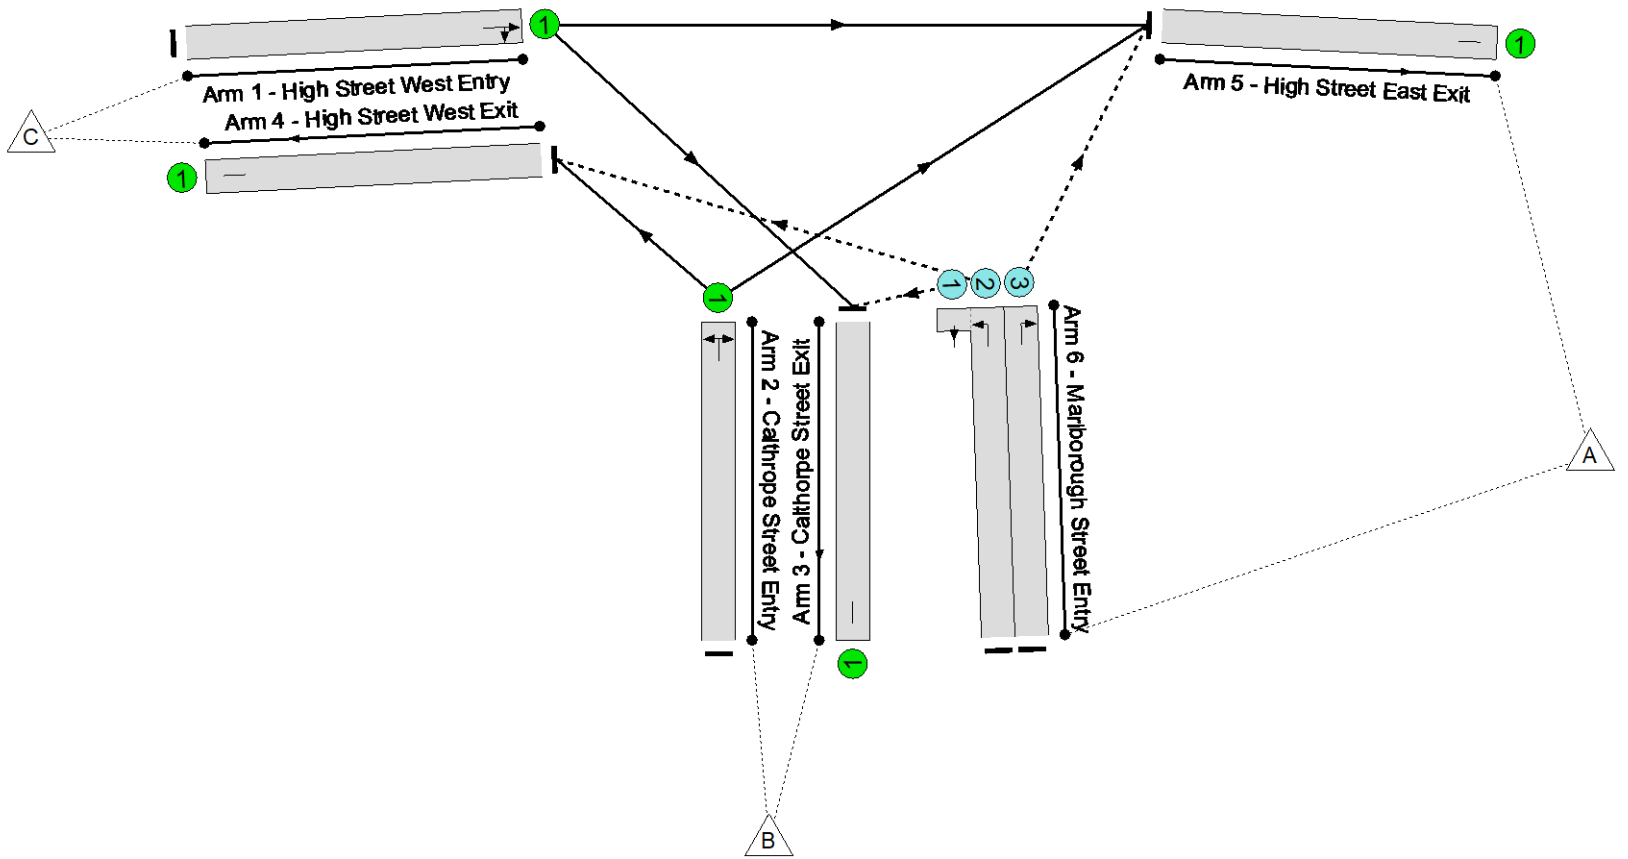 1
Arm 1 - High Street West Entry
Arm 4 - High Street West Exit
C
1
1
Arm 5 - High Street East Exit
1
1
2
3
Arm 2 - Calthrope Street Entry
Arm 3 - Calthorpe Street Exit
Arm 6 - Marlborough Street Entry
A
1
B